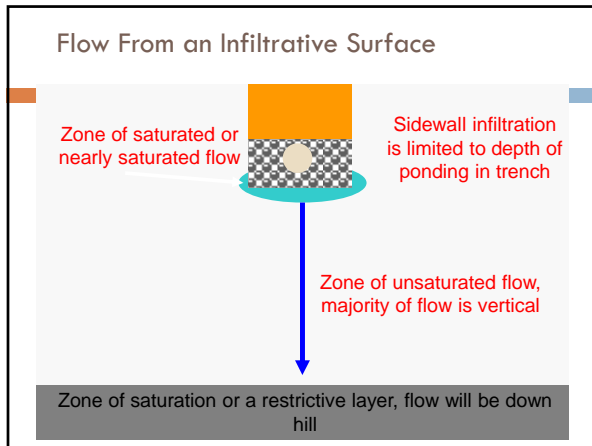 Flow From an Infiltrative Surface
Zone of saturated or
nearly saturated flow
Sidewall infiltration
is limited to depth of
ponding in trench
Zone of unsaturated flow,
majority of flow is vertical
Zone of saturation or a restrictive layer, flow will be down
hill